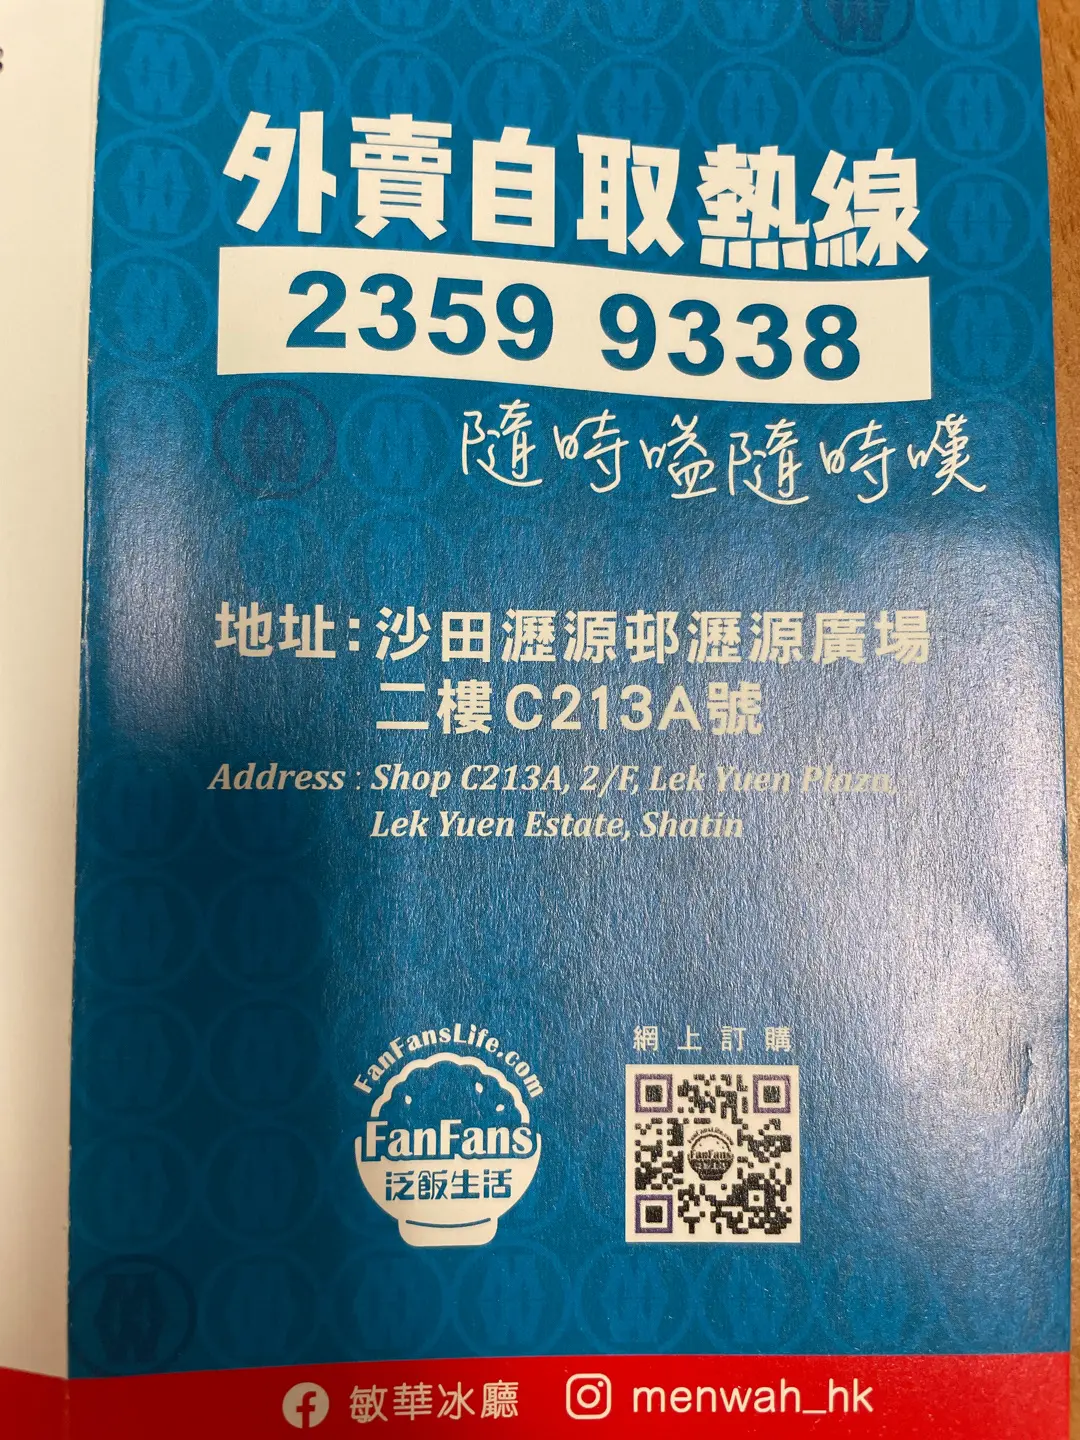 外賣自取熱線
2359 9338
隨時嗌隨時嘆
地址：沙田瀝源邨瀝源廣場
二樓C213A號
Address : Shop C213A, 2/F, Lek Yuen Plaza,
Lek Yuen Estate, Shatin
FanFansLife.com
FanFans
泛飯生活
網上訂購
敏華冰廳
menwah_hk